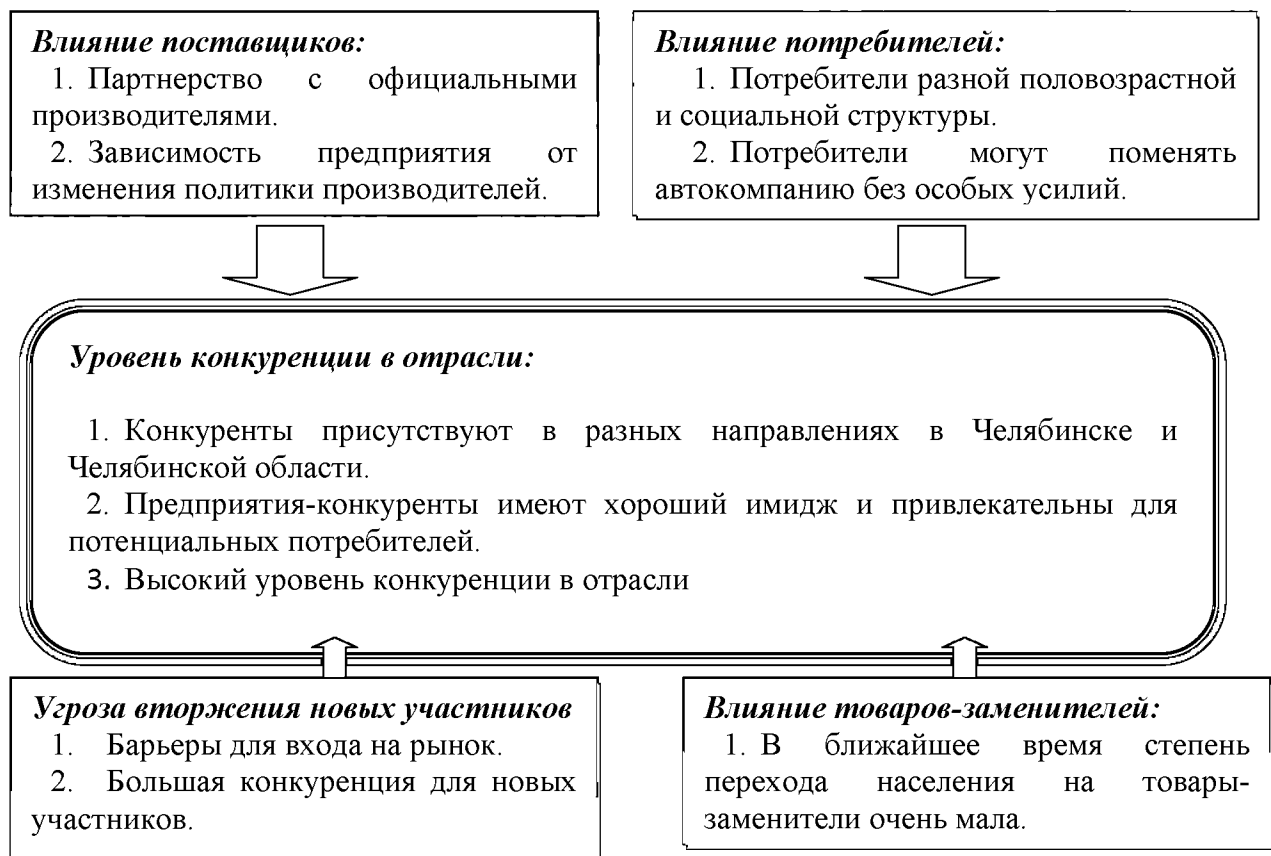 Влияние поставщиков:
1. Партнерство с официальными
производителями.
2. Зависимость предприятия от
изменения политики производителей.
Влияние потребителей:
1. Потребители разной половозрастной
и социальной структуры.
2. Потребители могут поменять
автокомпанию без особых усилий.
Уровень конкуренции в отрасли:
1. Конкуренты присутствуют в разных направлениях в Челябинске и
Челябинской области.
2. Предприятия-конкуренты имеют хороший имидж и привлекательны для
потенциальных потребителей.
3. Высокий уровень конкуренции в отрасли
Угроза вторжения новых участников
1. Барьеры для входа на рынок.
2. Большая конкуренция для новых
участников.
Влияние товаров-заменителей:
1. В ближайшее время степень
перехода населения на товары-
заменители очень мала.